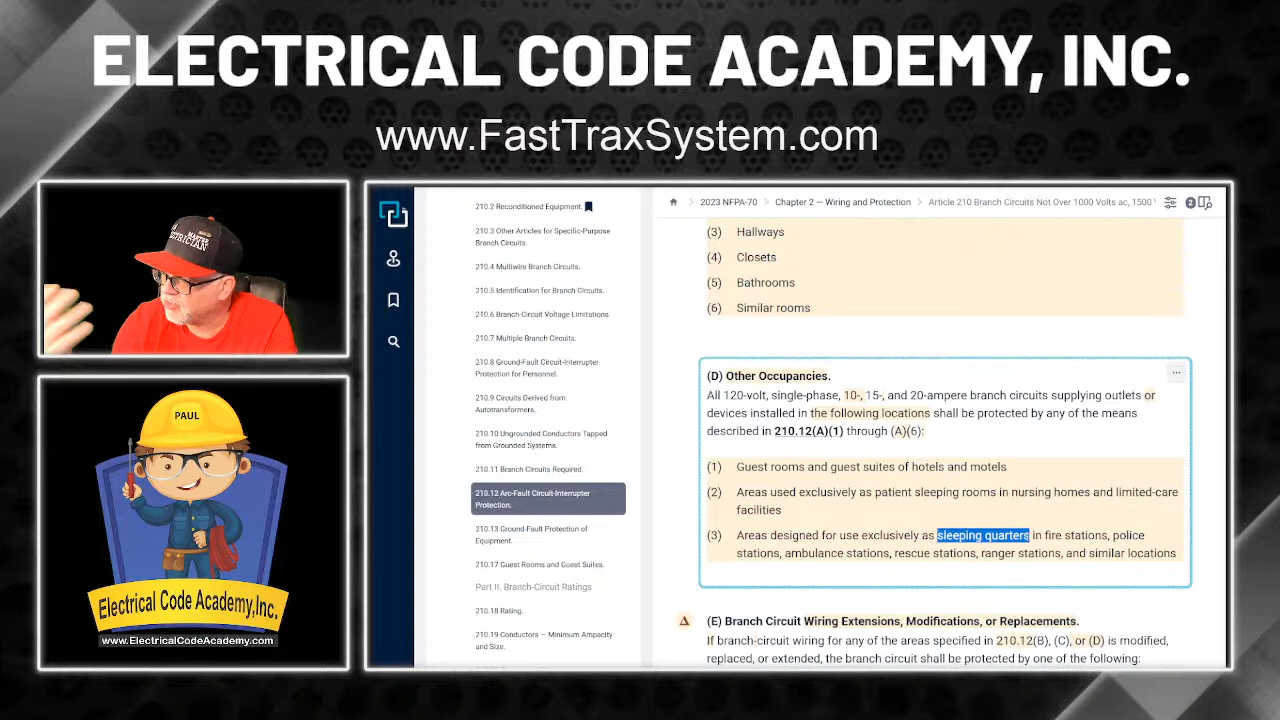 ELECTRICAL CODE ACADEMY, INC.
www.FastTraxSystem.com
MASTER
PAUL
Electrical Code Academy,Inc.
www.ElectricalCodeAcademy.com
210.2 Reconditioned Equipment.
210.3 Other Articles for Specific-Purpose
Branch Circuits.
210.4 Multiwire Branch Circuits.
210.5 Identification for Branch Circuits.
210.6 Branch-Circuit Voltage Limitations.
210.7 Multiple Branch Circuits.
210.8 Ground-Fault Circuit-Interrupter
Protection for Personnel.
210.9 Circuits Derived from
Autotransformers.
210.10 Ungrounded Conductors Tapped
from Grounded Systems.
210.11 Branch Circuits Required.
210.12 Arc-Fault Circuit-Interrupter
Protection.
210.13 Ground-Fault Protection of
Equipment.
210.17 Guest Rooms and Guest Suites.
Part II. Branch-Circuit Ratings
210.18 Rating.
210.19 Conductors — Minimum Ampacity
and Size.
2023 NFPA-70 > Chapter 2 — Wiring and Protection > Article 210 Branch Circuits Not Over 1000 Volts ac, 1500 V
2
(3) Hallways
(4) Closets
(5) Bathrooms
(6) Similar rooms
(D) Other Occupancies.
All 120-volt, single-phase, 10-, 15-, and 20-ampere branch circuits supplying outlets or
devices installed in the following locations shall be protected by any of the means
described in 210.12(A)(1) through (A)(6):
(1) Guest rooms and guest suites of hotels and motels
(2) Areas used exclusively as patient sleeping rooms in nursing homes and limited-care
facilities
(3) Areas designed for use exclusively as sleeping quarters in fire stations, police
stations, ambulance stations, rescue stations, ranger stations, and similar locations
Δ (E) Branch Circuit Wiring Extensions, Modifications, or Replacements.
If branch-circuit wiring for any of the areas specified in 210.12(B), (C), or (D) is modified,
replaced, or extended, the branch circuit shall be protected by one of the following: